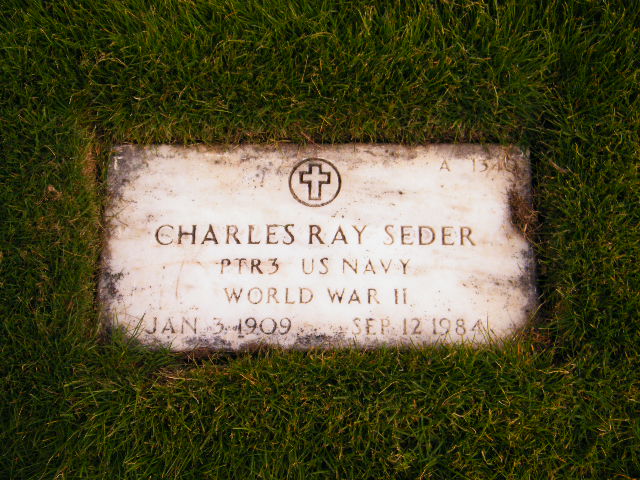 A
CHARLES RAY SEDER
PTR3 US NAVY
WORLD WAR II
JAN 3 1909 SEP 12 1984